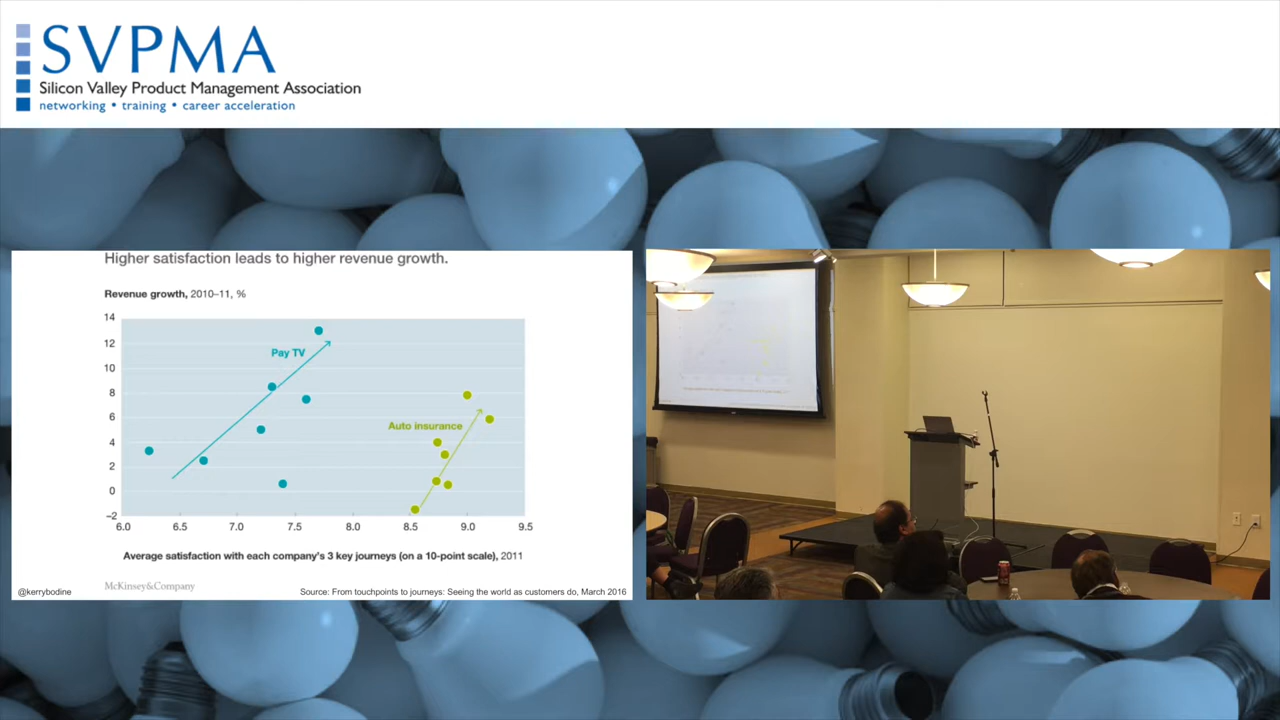 SVPMA
Silicon Valley Product Management Association
networking • training • career acceleration
Higher satisfaction leads to higher revenue growth.
Revenue growth, 2010–11, %
14
12
10
8
6
4
2
0
–2
Pay TV
Auto insurance
6.0 6.5 7.0 7.5 8.0 8.5 9.0 9.5
Average satisfaction with each company's 3 key journeys (on a 10-point scale), 2011
McKinsey&Company
@kerrybodine
Source: From touchpoints to journeys: Seeing the world as customers do, March 2016